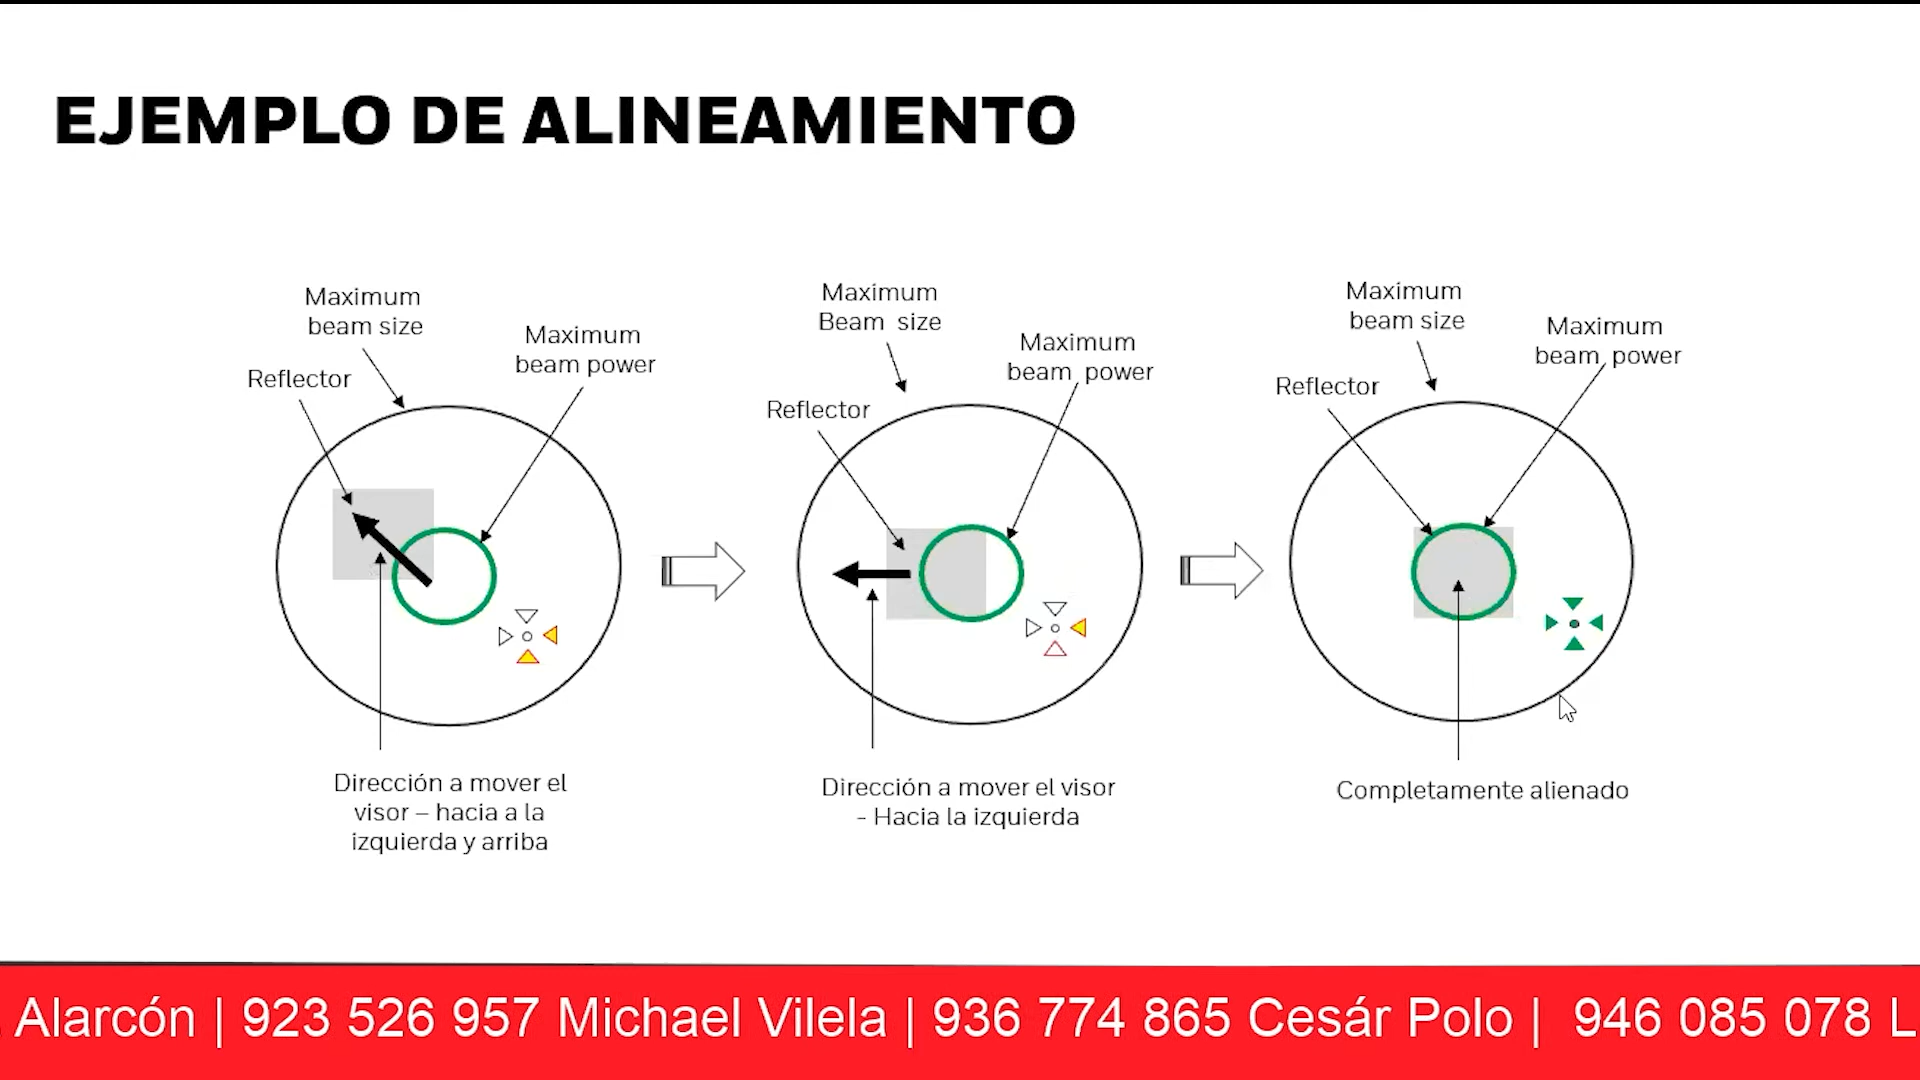 EJEMPLO DE ALINEAMIENTO
Maximum
beam size
Maximum
beam power
Reflector
Dirección a mover el
visor – hacia a la
izquierda y arriba
Maximum
Beam size
Maximum
beam power
Reflector
Dirección a mover el visor
- Hacia la izquierda
Maximum
beam size
Maximum
beam power
Reflector
Completamente alienado
Alarcón | 923 526 957 Michael Vilela | 936 774 865 Cesár Polo | 946 085 078 L